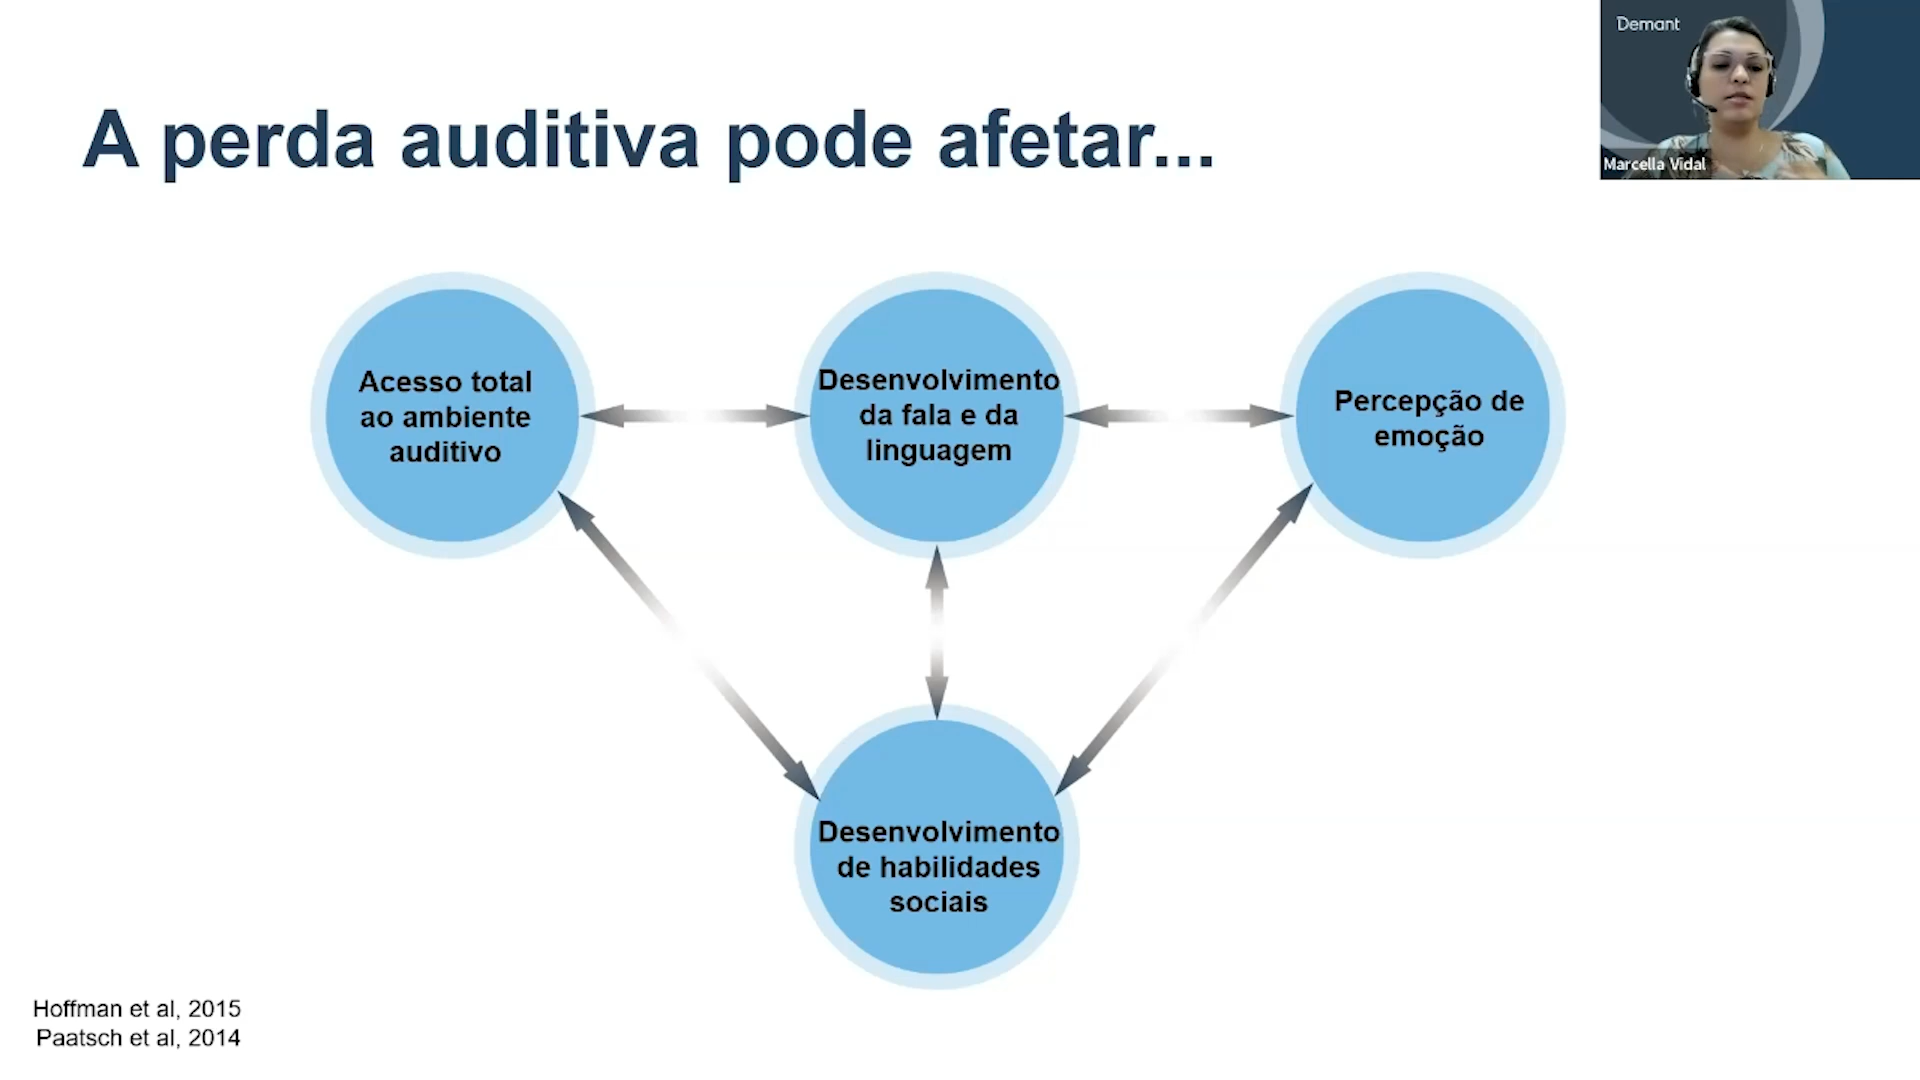 Demant
Marcella Vidal
A perda auditiva pode afetar...
Acesso total
ao ambiente
auditivo
Desenvolvimento
da fala e da
linguagem
Percepção de
emoção
Desenvolvimento
de habilidades
sociais
Hoffman et al, 2015
Paatsch et al, 2014